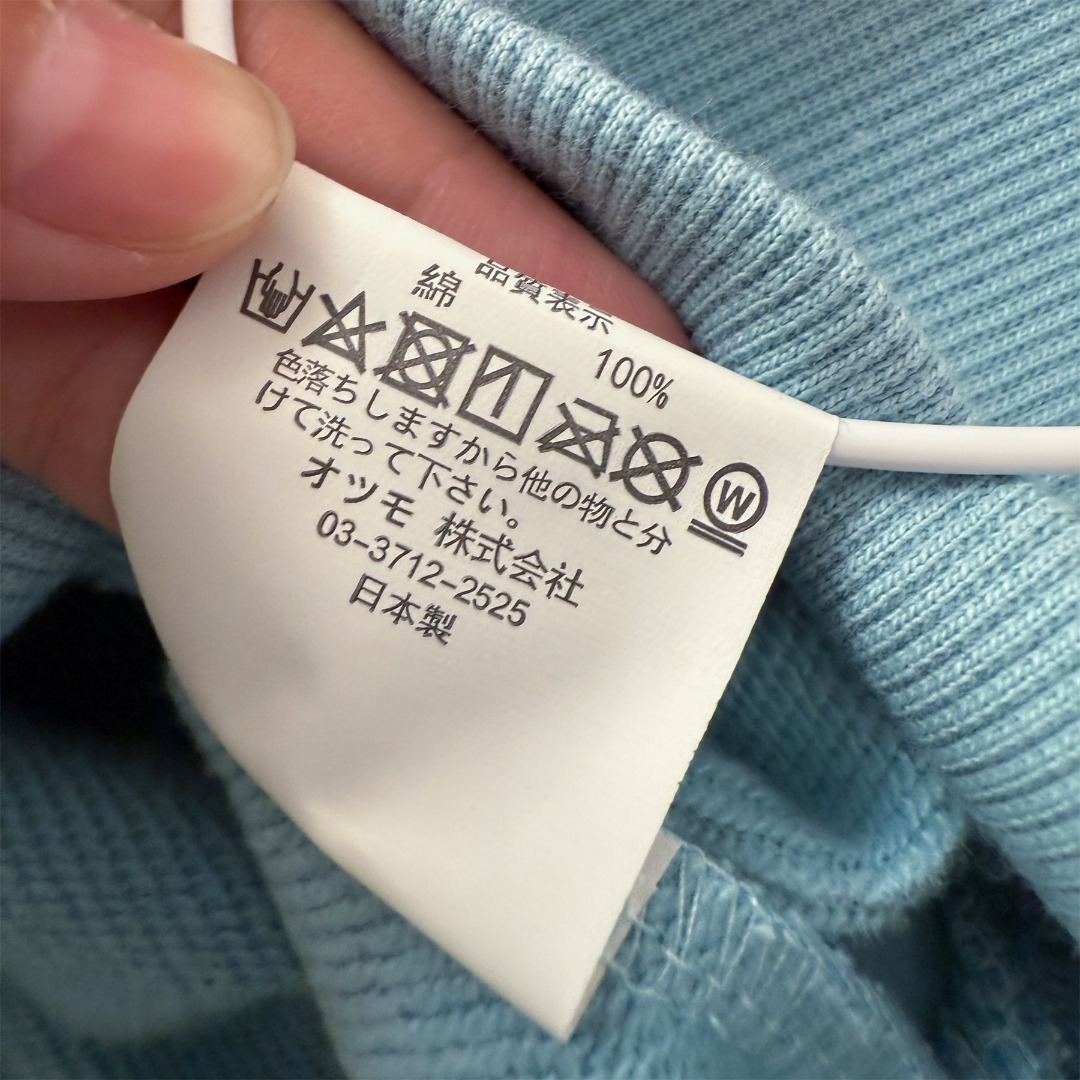 品質表示
綿 100%
W
色落ちしますから他の物と分
けて洗って下さい。
オツモ 株式会社
03-3712-2525
日本製